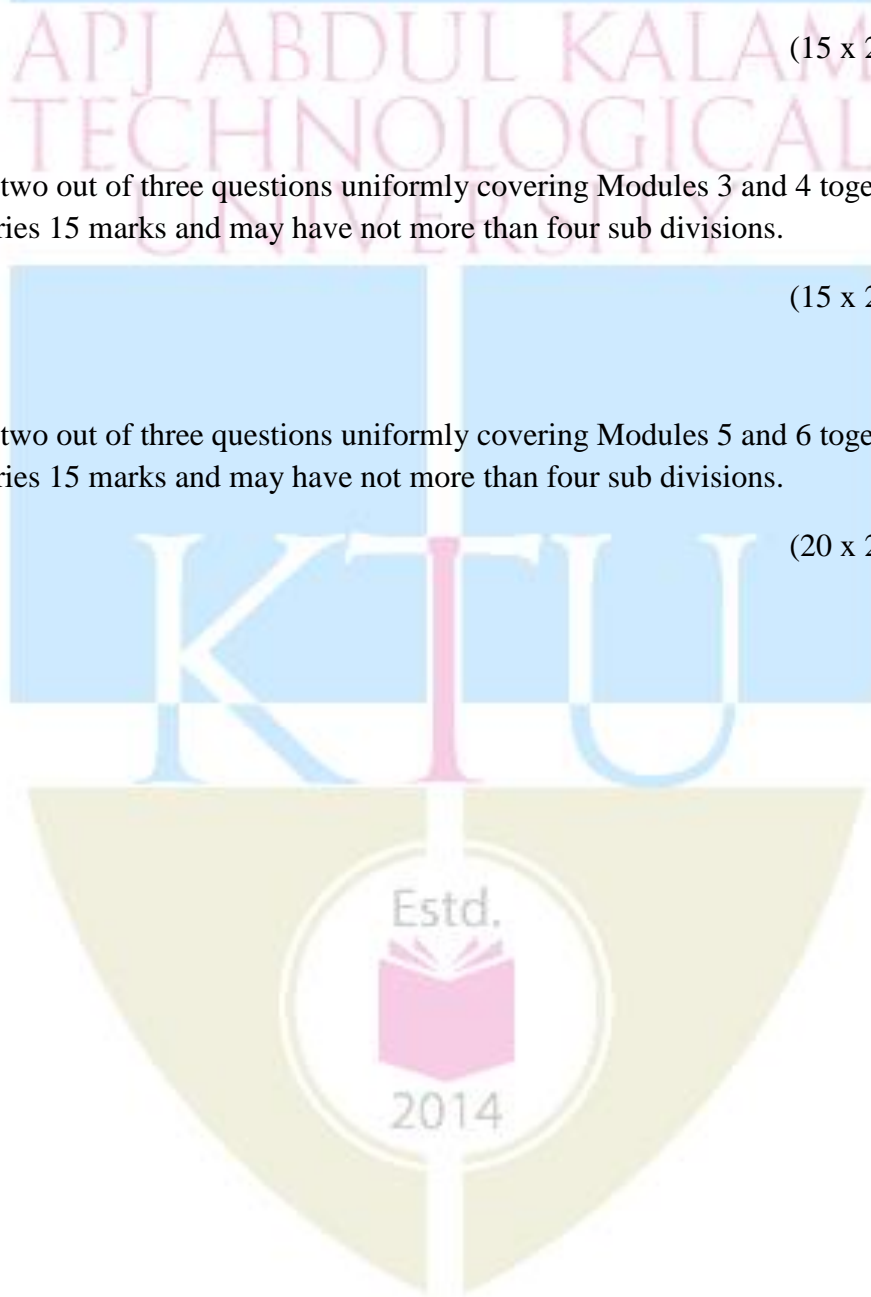 APJ ABDUL KALAM
(15 x 2
TECHNOLOGICAL
two out of three questions uniformly covering Modules 3 and 4 toge
ries 15 marks and may have not more than four sub divisions.
UNIVERSITY
(15 x 2
two out of three questions uniformly covering Modules 5 and 6 toge
ries 15 marks and may have not more than four sub divisions.
(20 x 2
KTU
Estd.
2014